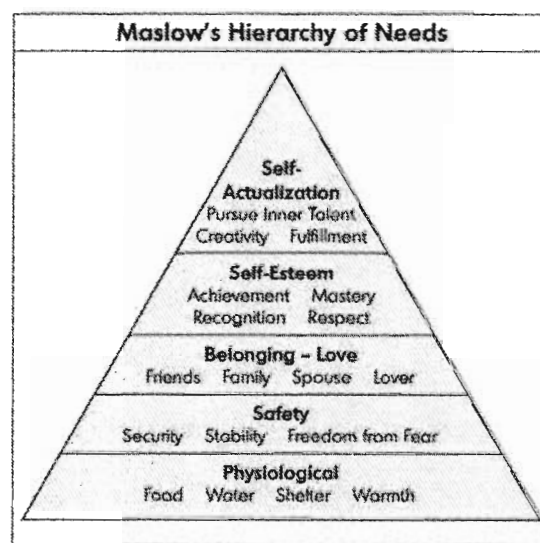 Maslow's Hierarchy of Needs
Self-
Actualization
Pursue Inner Talent
Creativity Fulfillment
Self-Esteem
Achievement Mastery
Recognition Respect
Belonging – Love
Friends Family Spouse Lover
Safety
Security Stability Freedom from Fear
Physiological
Food Water Shelter Warmth